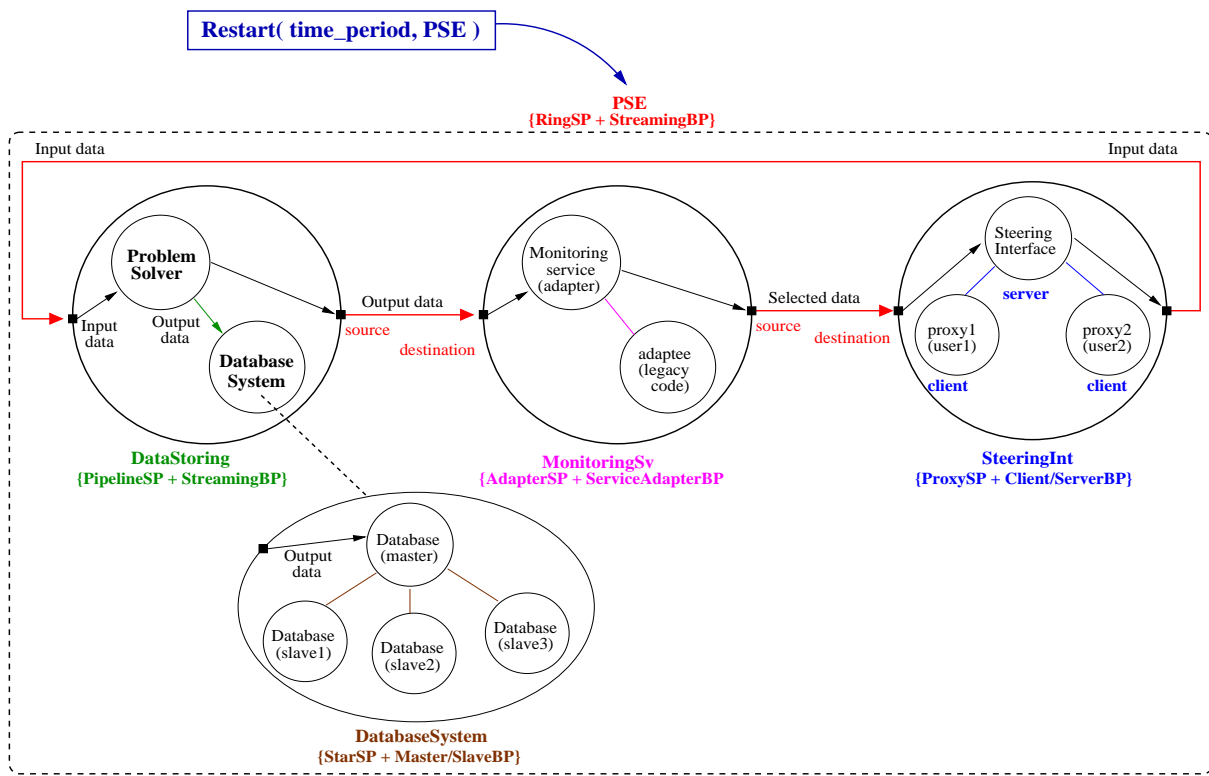 Restart( time_period, PSE )
PSE
{RingSP + StreamingBP}
Input data
Input data
Problem
Solver
Input
data
Output
data
Database
System
Output data
source
destination
Monitoring
service
(adapter)
adaptee
(legacy
code)
Selected data
source
destination
Steering
Interface
server
proxy1
(user1)
proxy2
(user2)
client
client
DataStoring
{PipelineSP + StreamingBP}
MonitoringSv
{AdapterSP + ServiceAdapterBP
SteeringInt
{ProxySP + Client/ServerBP}
Output
data
Database
(master)
Database
(slave1)
Database
(slave2)
Database
(slave3)
DatabaseSystem
{StarSP + Master/SlaveBP}